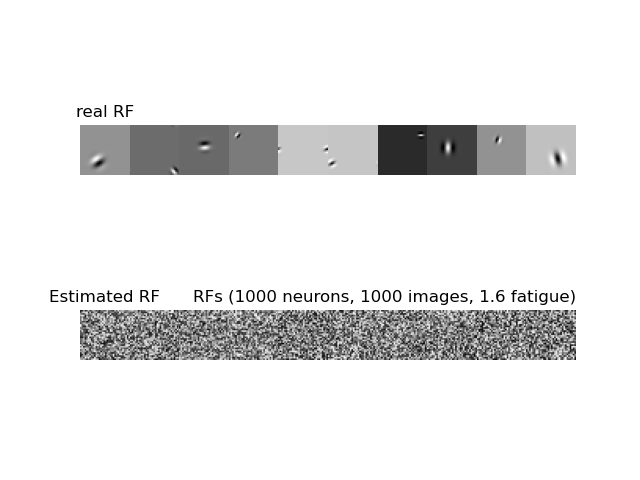 real RF
Estimated RF
RFs (1000 neurons, 1000 images, 1.6 fatigue)